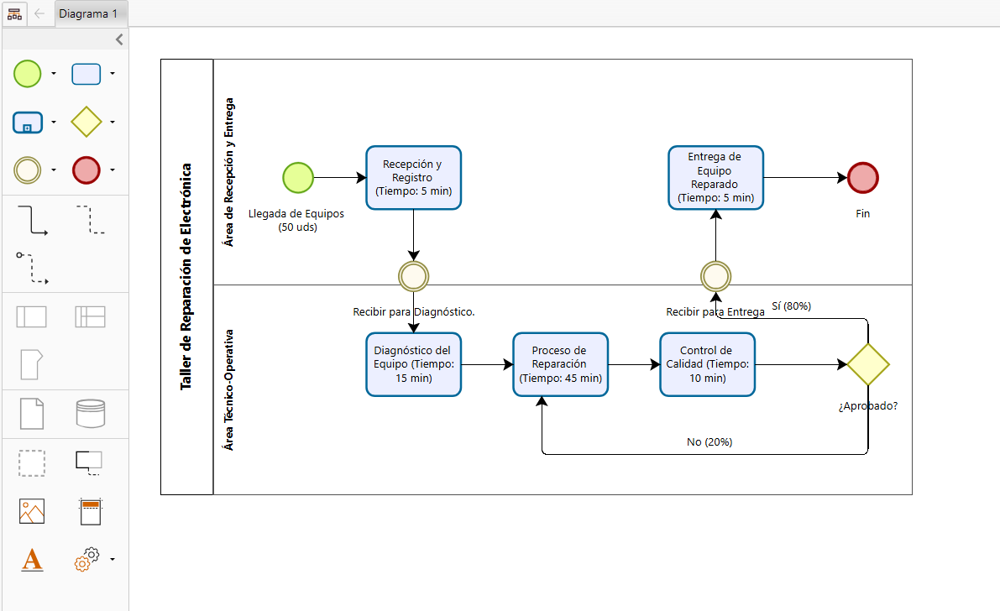 Diagrama 1
Taller de Reparación de Electrónica
Área de Recepción y Entrega
Llegada de Equipos
(50 uds)
Recepción y
Registro
(Tiempo: 5 min)
Entrega de
Equipo
Reparado
(Tiempo: 5 min)
Fin
Área Técnico-Operativa
Recibir para Diagnóstico.
Recibir para Entrega
Sí (80%)
Diagnóstico del
Equipo (Tiempo:
15 min)
Proceso de
Reparación
(Tiempo: 45 min)
Control de
Calidad (Tiempo:
10 min)
¿Aprobado?
No (20%)
A